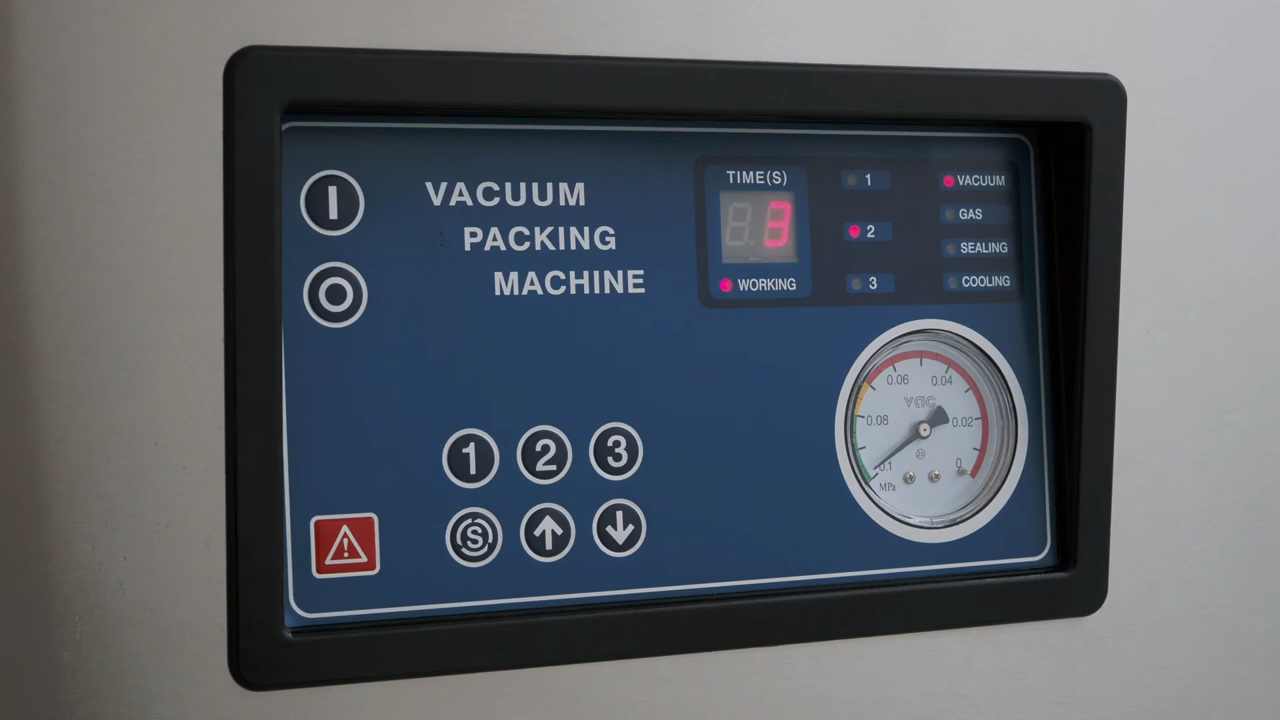 VACUUM
PACKING
MACHINE
TIME(S)
3
WORKING
1
2
3
VACUUM
GAS
SEALING
COOLING
0.06
0.04
vac
0.08
0.02
0.1
0
MPa
1
2
3
S